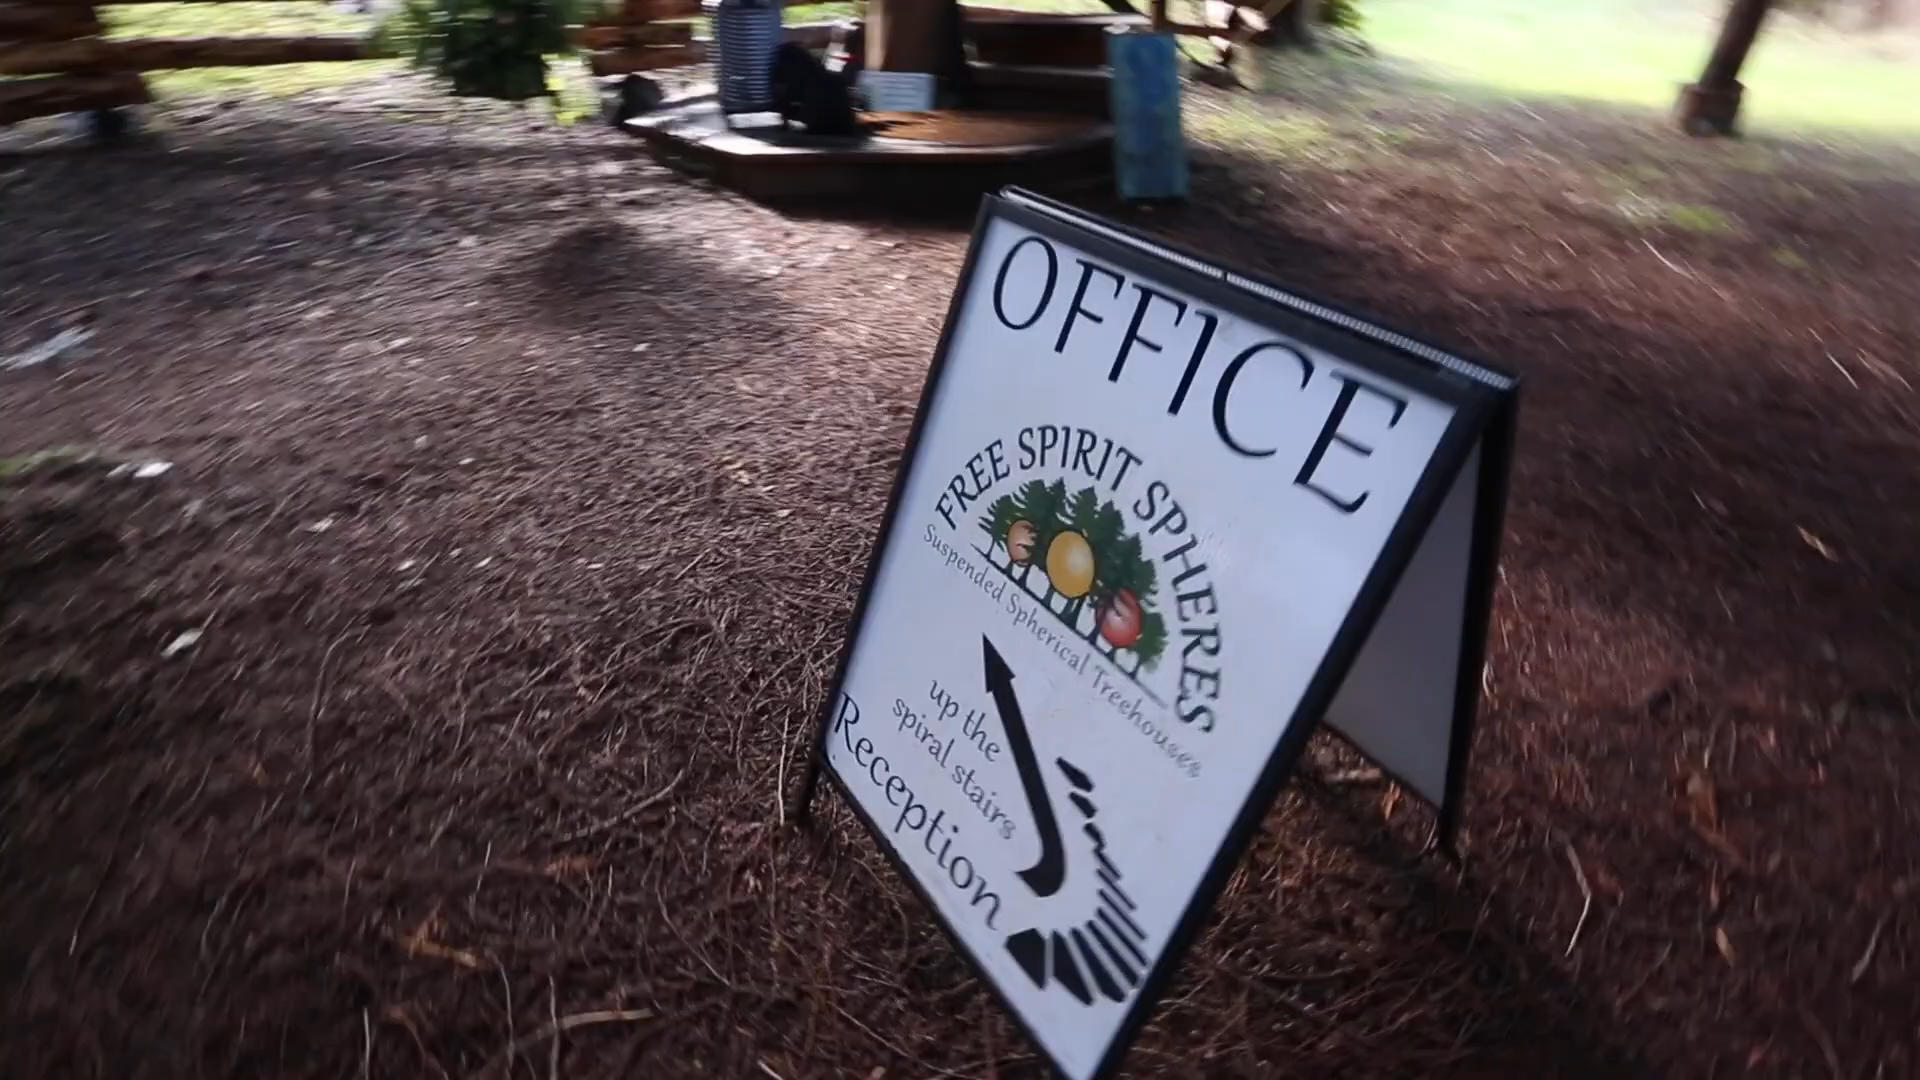 OFFICE
FREE SPIRIT SPHERES
Suspended Spherical Treehouses
up the
spiral stairs
Reception